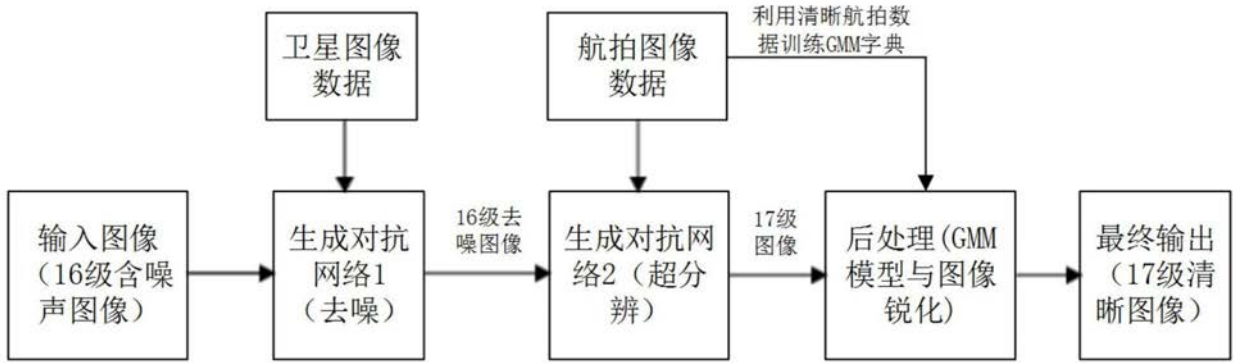 卫星图像
数据
航拍图像
数据
利用清晰航拍数
据训练GMM字典
输入图像
（16级含噪
声图像）
生成对抗
网络1
（去噪）
16级去
噪图像
生成对抗网
络2（超分
辨）
17级
图像
后处理(GMM
模型与图像
锐化)
最终输出
（17级清
晰图像）